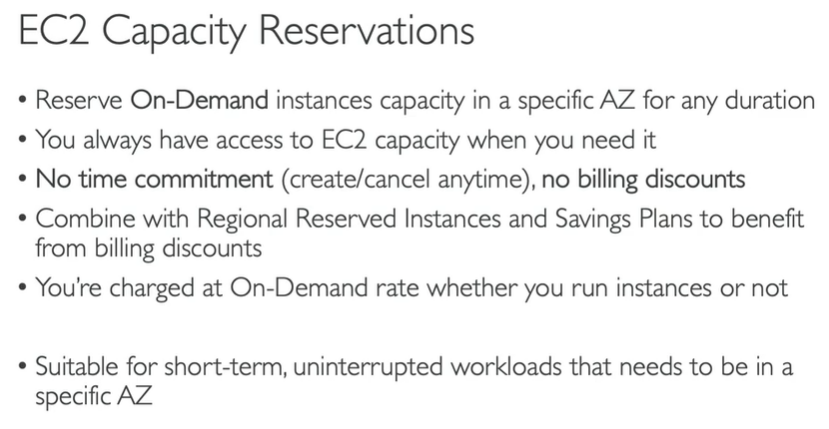 EC2 Capacity Reservations
• Reserve On-Demand instances capacity in a specific AZ for any duration
• You always have access to EC2 capacity when you need it
• No time commitment (create/cancel anytime), no billing discounts
• Combine with Regional Reserved Instances and Savings Plans to benefit
from billing discounts
• You're charged at On-Demand rate whether you run instances or not
• Suitable for short-term, uninterrupted workloads that needs to be in a
specific AZ